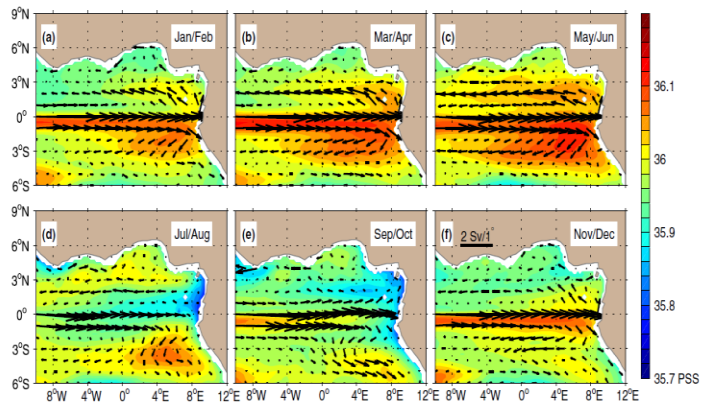 9°N
(a) Jan/Feb (b) Mar/Apr (c) May/Jun
6°N
3°N
0°
3°S
6°S
36.1
36
35.9
35.8
35.7 PSS
9°N
(d) Jul/Aug (e) Sep/Oct (f) 2 Sv/1° Nov/Dec
6°N
3°N
0°
3°S
6°S
8°W 4°W 0° 4°E 8°E 12°E 8°W 4°W 0° 4°E 8°E 12°E 8°W 4°W 0° 4°E 8°E 12°E